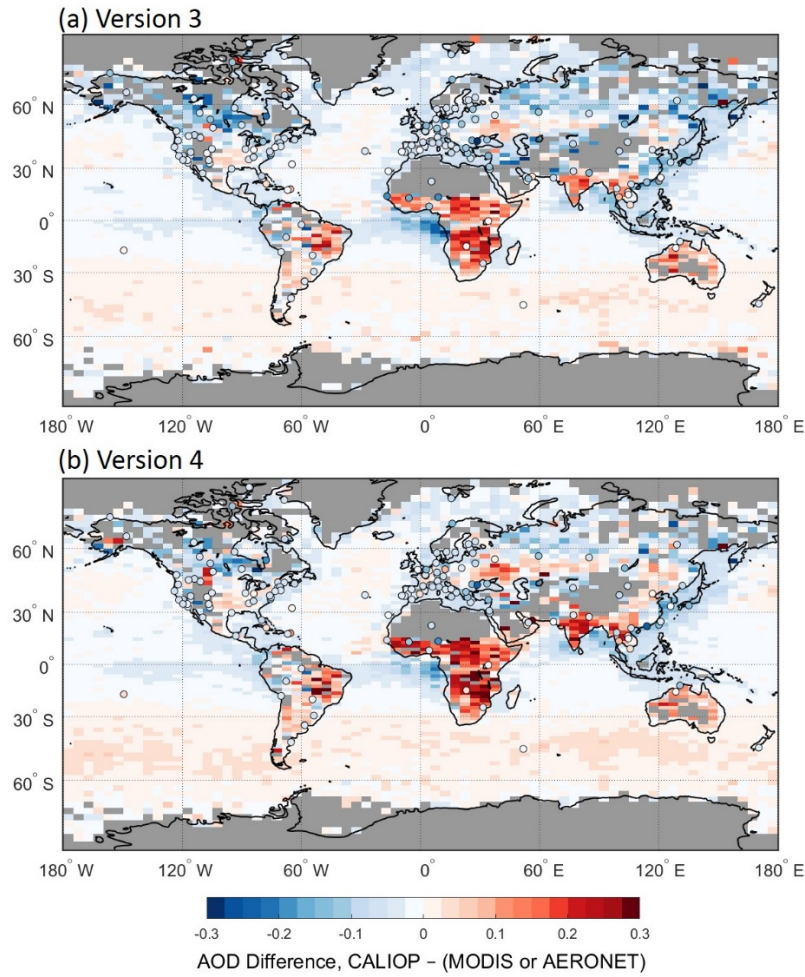 (a) Version 3
60° N
30° N
0°
30° S
60° S
180° W 120° W 60° W 0° 60° E 120° E 180° E
(b) Version 4
60° N
30° N
0°
30° S
60° S
180° W 120° W 60° W 0° 60° E 120° E 180° E
-0.3 -0.2 -0.1 0 0.1 0.2 0.3
AOD Difference, CALIOP – (MODIS or AERONET)